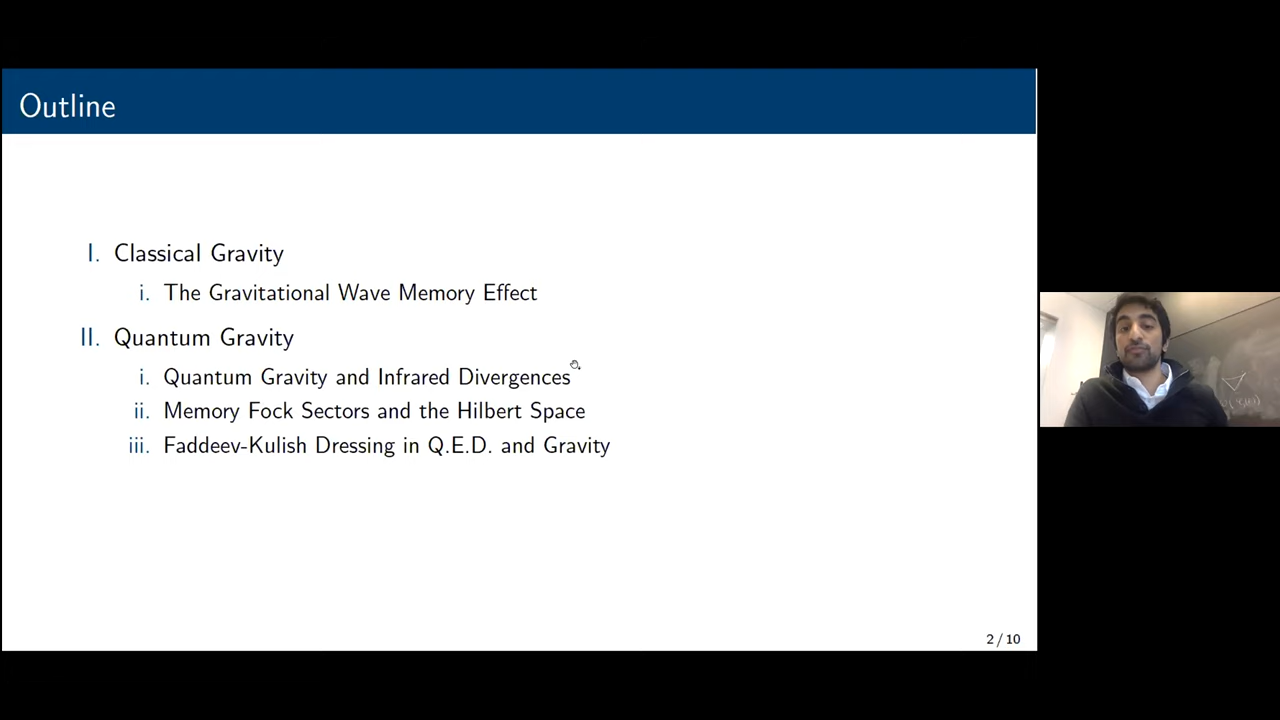 Outline
I. Classical Gravity
i. The Gravitational Wave Memory Effect
II. Quantum Gravity
i. Quantum Gravity and Infrared Divergences
ii. Memory Fock Sectors and the Hilbert Space
iii. Faddeev-Kulish Dressing in Q.E.D. and Gravity
2 / 10